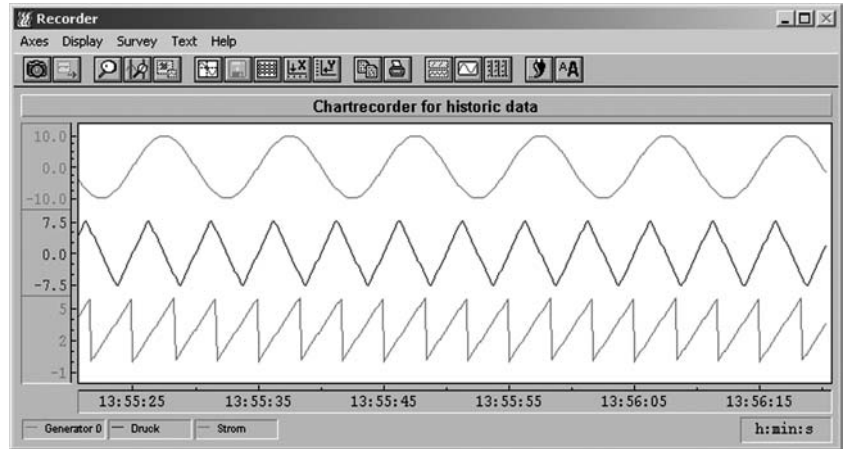 Recorder
Axes Display Survey Text Help
Chartrecorder for historic data
10.0
0.0
-10.0
7.5
0.0
-7.5
5
2
-1
13:55:25 13:55:35 13:55:45 13:55:55 13:56:05 13:56:15
Generator 0 Druck Strom h:min:s